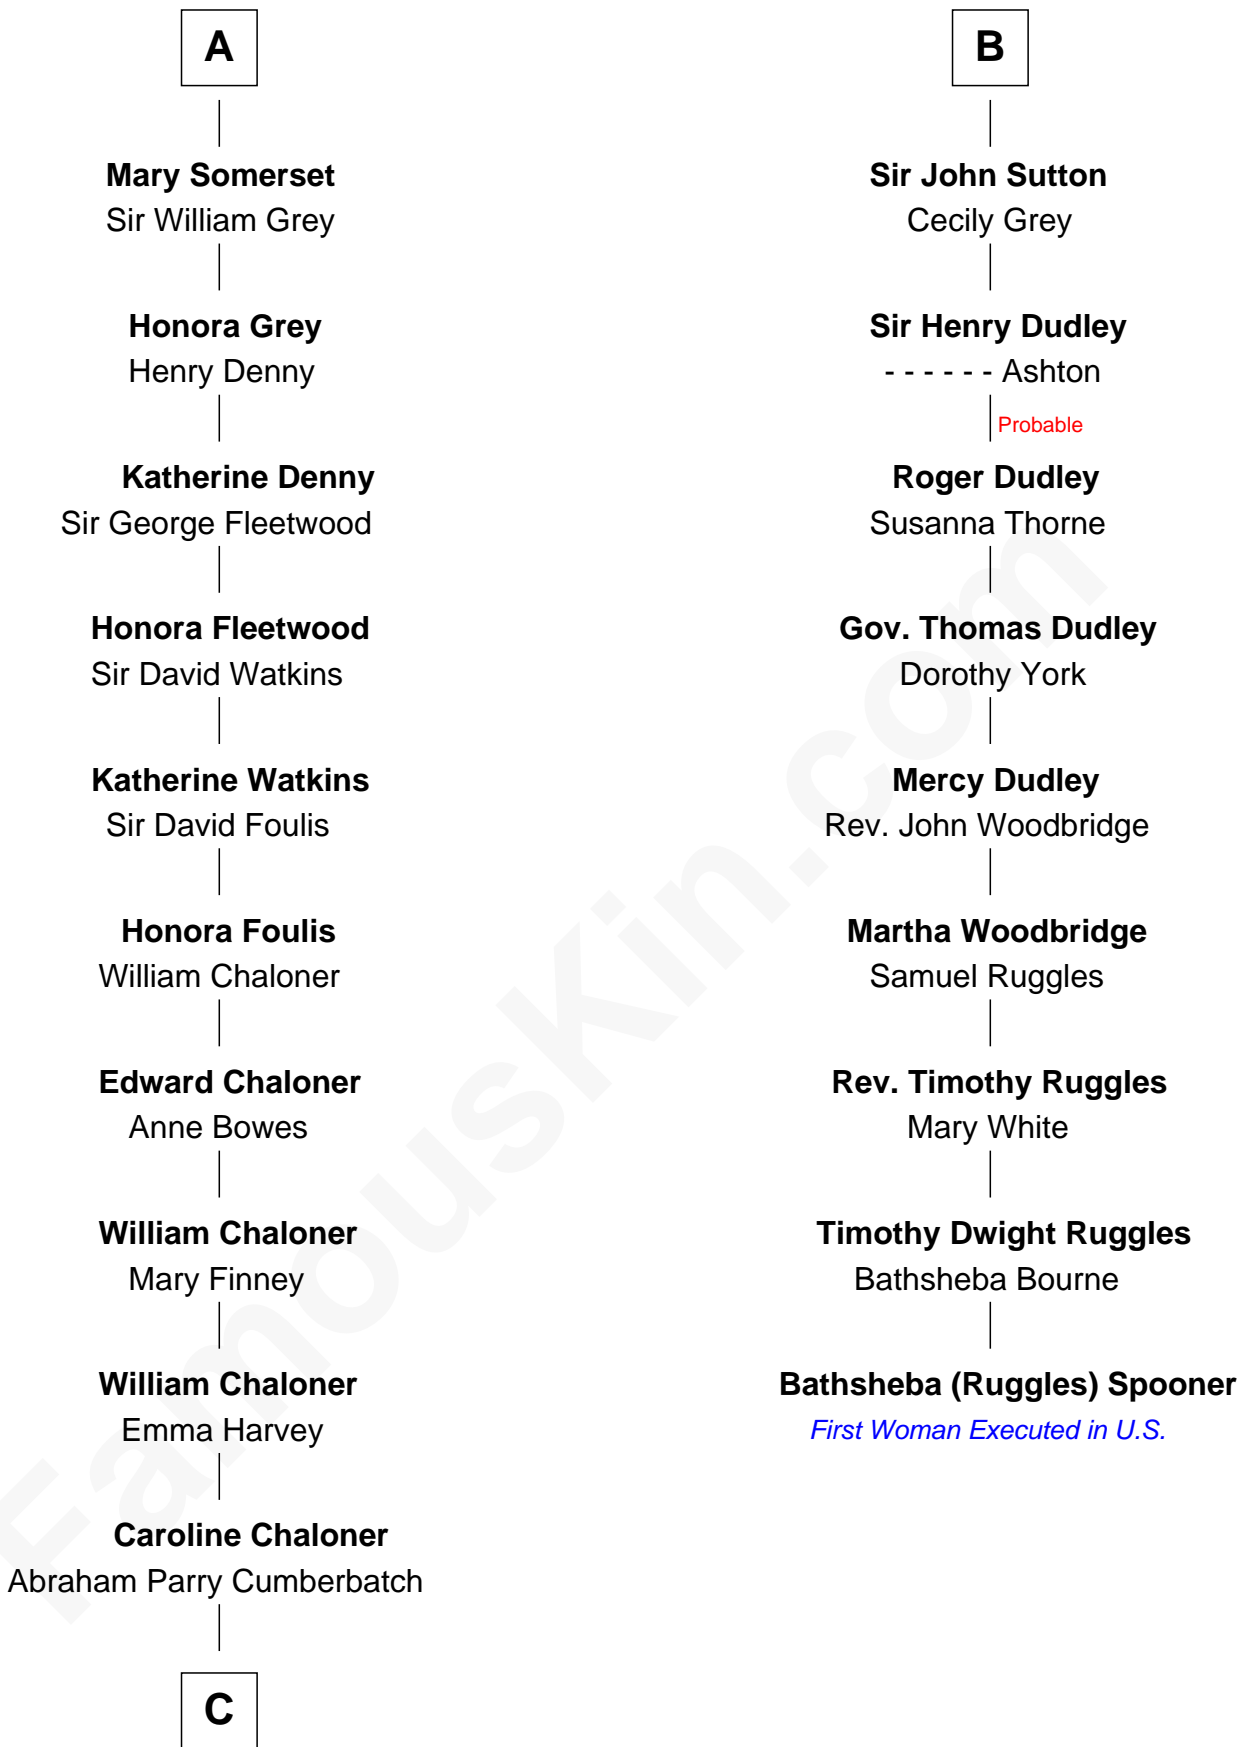 A
Mary Somerset
Sir William Grey
Honora Grey
Henry Denny
Katherine Denny
Sir George Fleetwood
Honora Fleetwood
Sir David Watkins
Katherine Watkins
Sir David Foulis
Honora Foulis
William Chaloner
Edward Chaloner
Anne Bowes
William Chaloner
Mary Finney
William Chaloner
Emma Harvey
Caroline Chaloner
Abraham Parry Cumberbatch
C
B
Sir John Sutton
Cecily Grey
Sir Henry Dudley
- - - - - - Ashton
Probable
Roger Dudley
Susanna Thorne
Gov. Thomas Dudley
Dorothy York
Mercy Dudley
Rev. John Woodbridge
Martha Woodbridge
Samuel Ruggles
Rev. Timothy Ruggles
Mary White
Timothy Dwight Ruggles
Bathsheba Bourne
Bathsheba (Ruggles) Spooner
First Woman Executed in U.S.
FamousKin.com